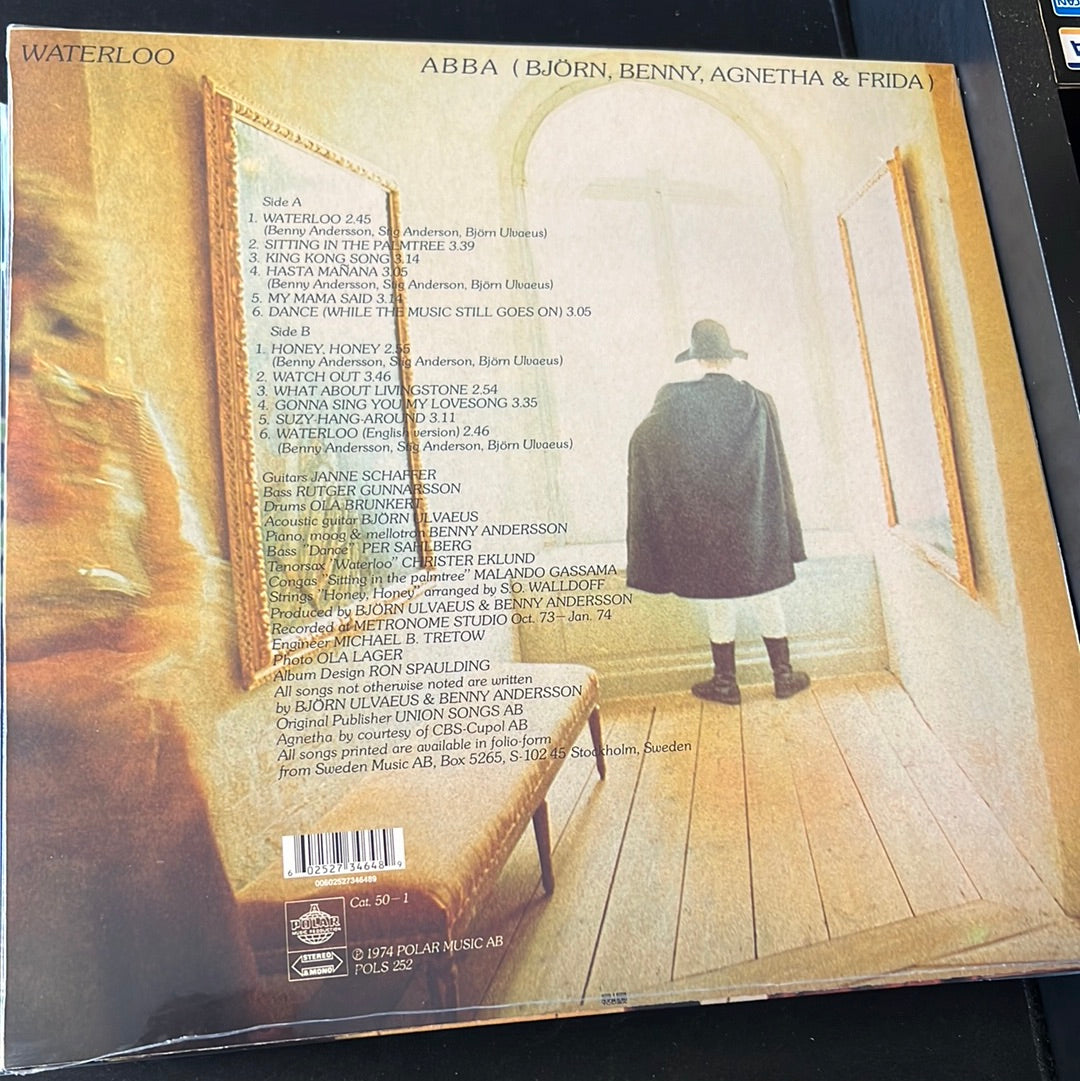 WATERLOO
ABBA (BJÖRN, BENNY, AGNETHA & FRIDA)
Side A
1. WATERLOO 2.45
(Benny Andersson, Stig Anderson, Björn Ulvaeus)
2. SITTING IN THE PALMTREE 3.39
3. KING KONG SONG 3.14
4. HASTA MAÑANA 3.05
(Benny Andersson, Stig Anderson, Björn Ulvaeus)
5. MY MAMA SAID 3.14
6. DANCE (WHILE THE MUSIC STILL GOES ON) 3.05
Side B
1. HONEY, HONEY 2.55
(Benny Andersson, Stig Anderson, Björn Ulvaeus)
2. WATCH OUT 3.46
3. WHAT ABOUT LIVINGSTONE 2.54
4. GONNA SING YOU MY LOVESONG 3.35
5. SUZY-HANG-AROUND 3.11
6. WATERLOO (English version) 2.46
(Benny Andersson, Stig Anderson, Björn Ulvaeus)
Guitars JANNE SCHAFFER
Bass RUTGER GUNNARSSON
Drums OLA BRUNKERT
Acoustic guitar BJÖRN ULVAEUS
Piano, moog & mellotron BENNY ANDERSSON
Bass "Dance" PER SAHLBERG
Tenorsax "Waterloo" CHRISTER EKLUND
Congas "Sitting in the palmtree" MALANDO GASSAMA
Strings "Honey, Honey" arranged by S.O. WALLDOFF
Produced by BJÖRN ULVAEUS & BENNY ANDERSSON
Recorded at METRONOME STUDIO Oct. 73–Jan. 74
Engineer MICHAEL B. TRETOW
Photo OLA LAGER
Album Design RON SPAULDING
All songs not otherwise noted are written
by BJÖRN ULVAEUS & BENNY ANDERSSON
Original Publisher UNION SONGS AB
Agnetha by courtesy of CBS-Cupol AB
All songs printed are available in folio-form
from Sweden Music AB, Box 5265, S-102 45 Stockholm, Sweden
6 02527 34648 9
00602527346489
POLAR
MUSIC PRODUCTION
Cat. 50–1
STEREO
& MONO
℗ 1974 POLAR MUSIC AB
POLS 252